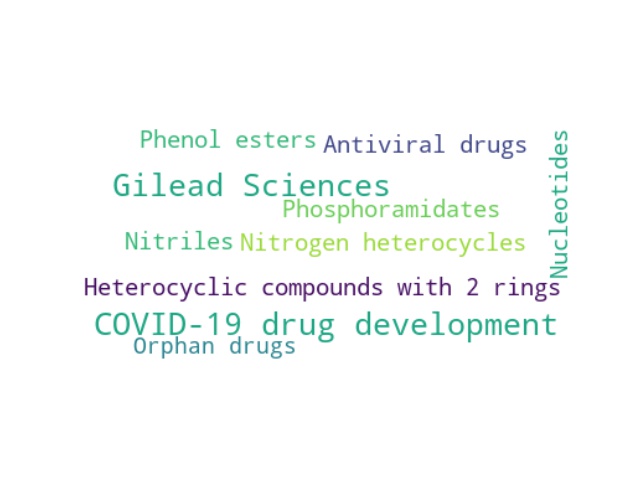 Phenol esters
Antiviral drugs
Nucleotides
Gilead Sciences
Phosphoramidates
Nitriles
Nitrogen heterocycles
Heterocyclic compounds with 2 rings
COVID-19 drug development
Orphan drugs